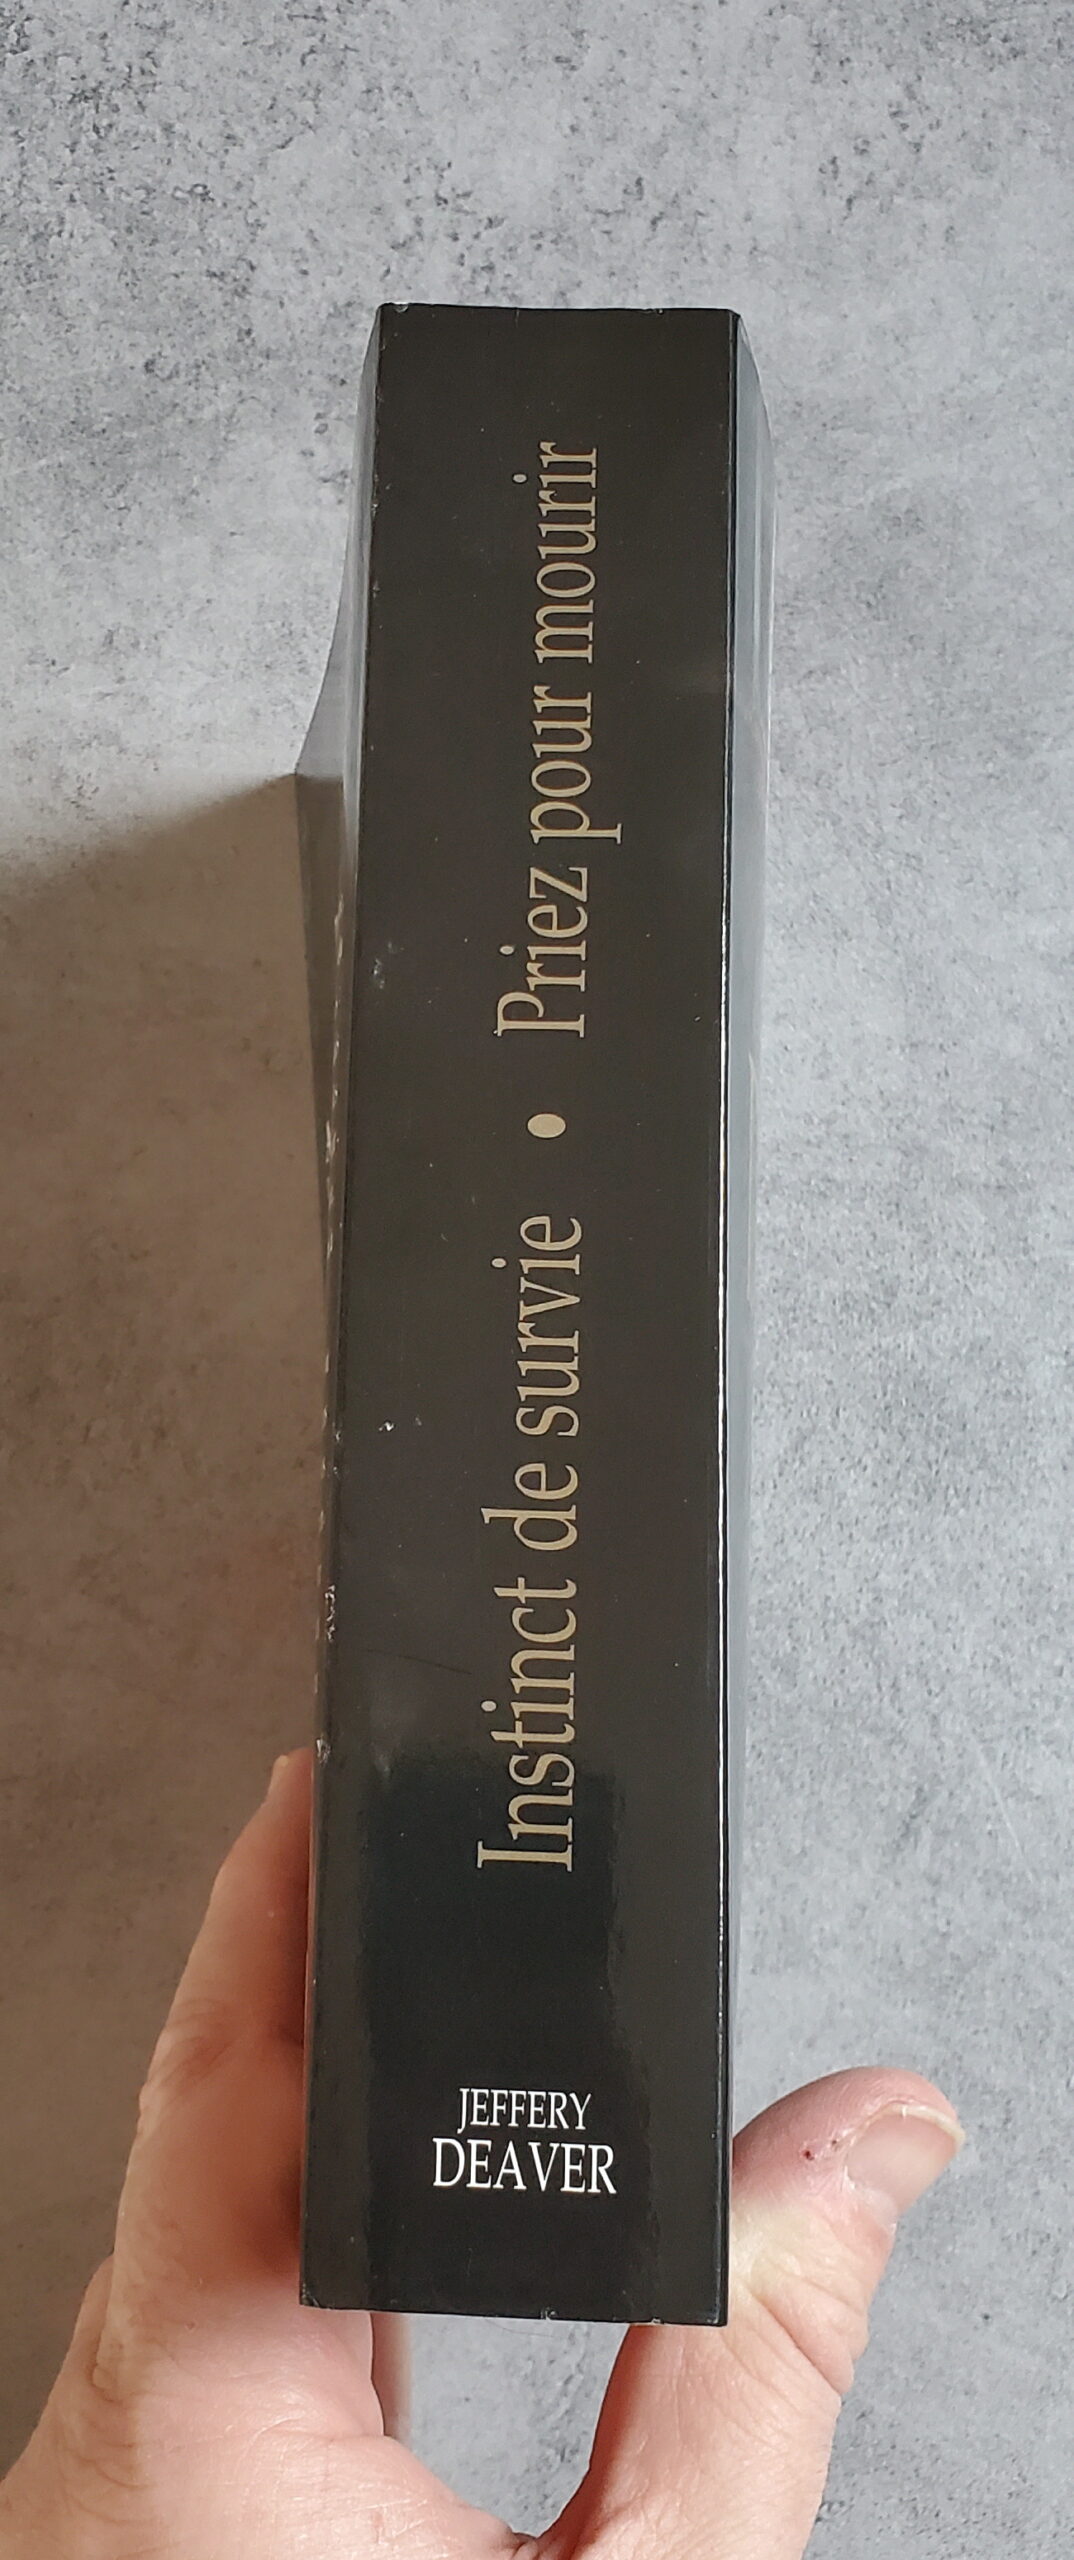 Instinct de survie • Priez pour mourir
JEFFERY
DEAVER